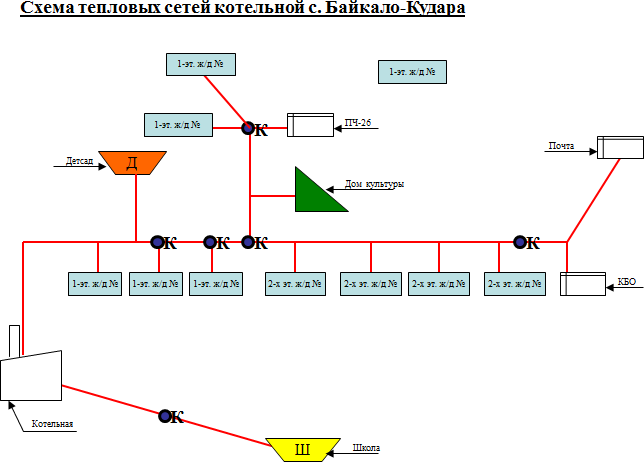 Схема тепловых сетей котельной с. Байкало-Кудара
1-эт. ж/д №
1-эт. ж/д №
1-эт. ж/д №
К
ПЧ-26
Почта
Детсад
Д
Дом культуры
К
К
К
К
1-эт. ж/д №
1-эт. ж/д №
1-эт. ж/д №
2-х эт. ж/д №
2-х эт. ж/д №
2-х эт. ж/д №
2-х эт. ж/д №
КБО
Котельная
К
Ш
Школа